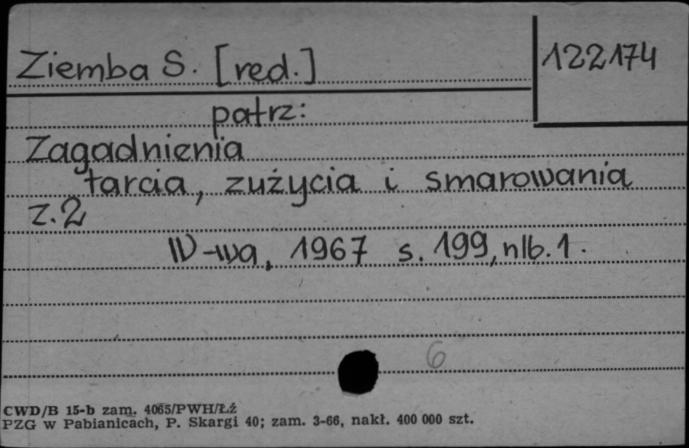 Ziemba S. [red.]
122174
patrz:
Zagadnienia
tarcia, zużycia i smarowania
z.2
W-wa, 1967 s. 199, nlb. 1.
6
CWD/B 15-b zam. 4065/PWH/Łź
PZG w Pabianicach, P. Skargi 40; zam. 3-66, nakł. 400 000 szt.